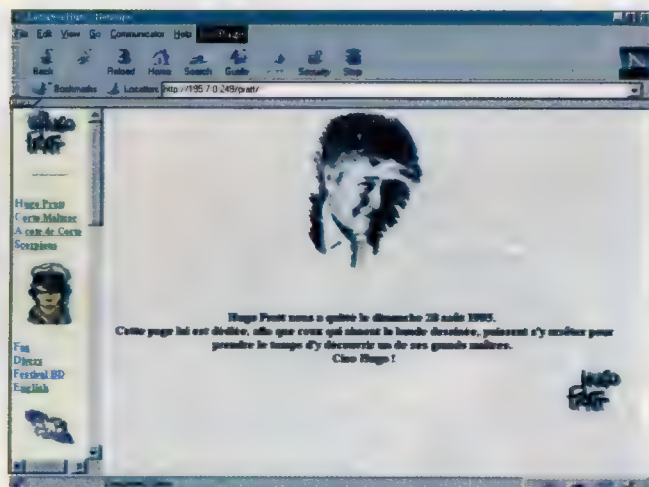 File Edit View Go Communicator Help
Back Reload Home Search Guide Security Stop
Bookmarks Location: http://195.7.0.249/pratt/
Hugo Pratt
Corto Maltese
A cote de Corto
Scorpions
Fan
Divers
Festival BD
English
Hugo Pratt nous a quitté le dimanche 20 août 1995.
Cette page lui est dédiée, afin que ceux qui aiment la bande dessinée, puissent s'y arrêter pour
prendre le temps d'y découvrir un de ses grands maîtres.
Ciao Hugo !